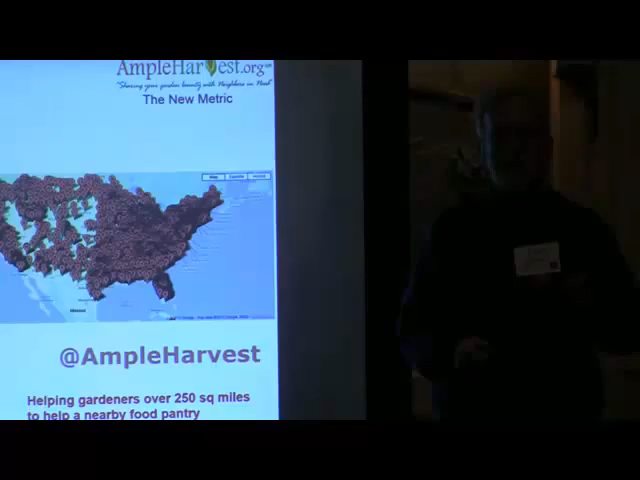 AmpleHarvest.org
"Sharing your garden bounty with Neighbors in Need"
The New Metric
@AmpleHarvest
Helping gardeners over 250 sq miles
to help a nearby food pantry